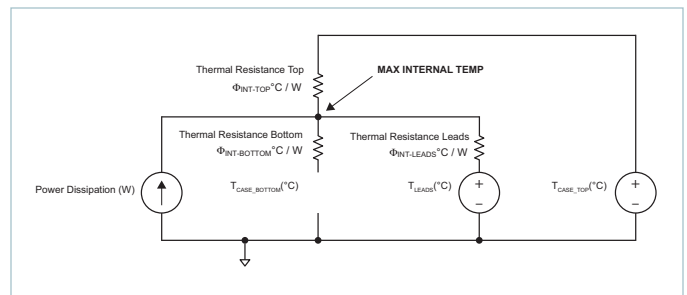 Thermal Resistance Top
MAX INTERNAL TEMP
ΦINT-TOP°C / W
Thermal Resistance Bottom
Thermal Resistance Leads
ΦINT-BOTTOM°C / W
ΦINT-LEADS°C / W
Power Dissipation (W)
TCASE_BOTTOM(°C)
TLEADS(°C)
TCASE_TOP(°C)
+
–
+
–